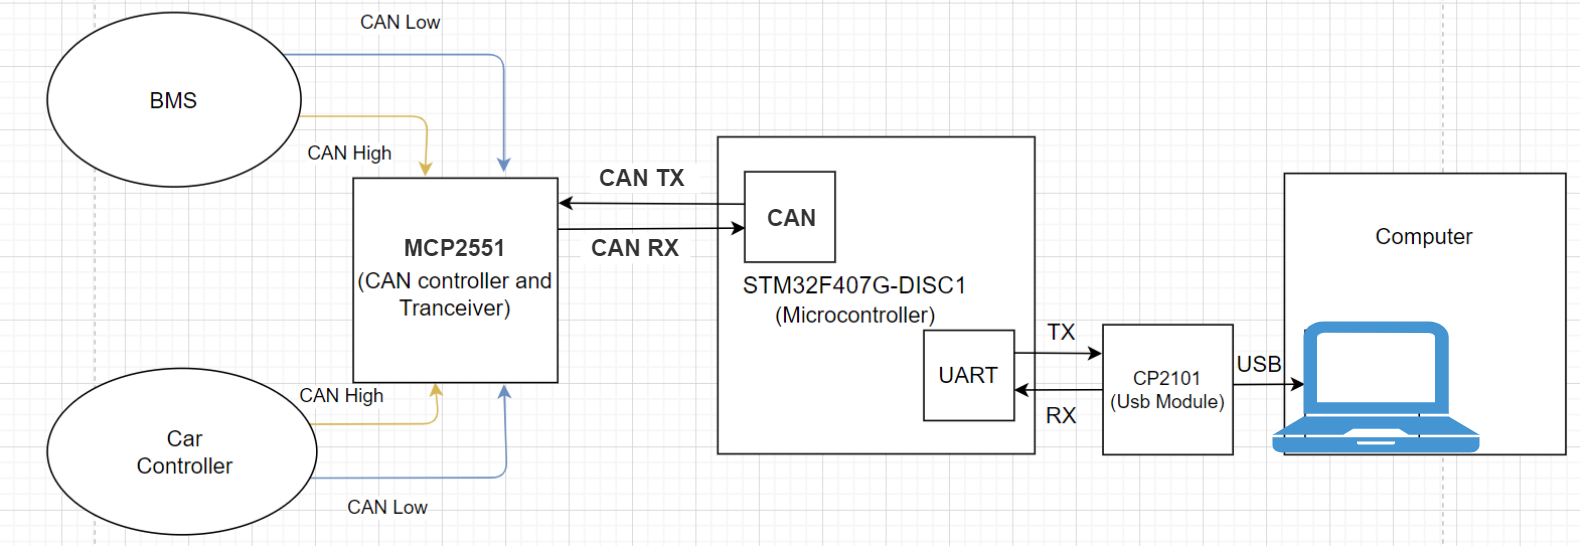 CAN Low
BMS
CAN High
CAN TX
CAN
MCP2551
CAN RX
(CAN controller and
Tranceiver)
STM32F407G-DISC1
(Microcontroller)
Computer
TX
UART
RX
CP2101
(Usb Module)
USB
CAN High
Car
Controller
CAN Low